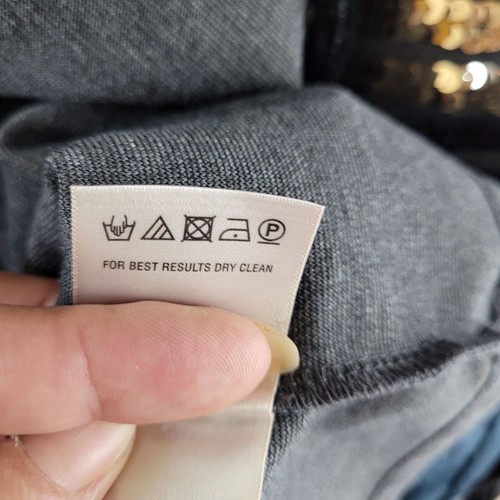 P
FOR BEST RESULTS DRY CLEAN